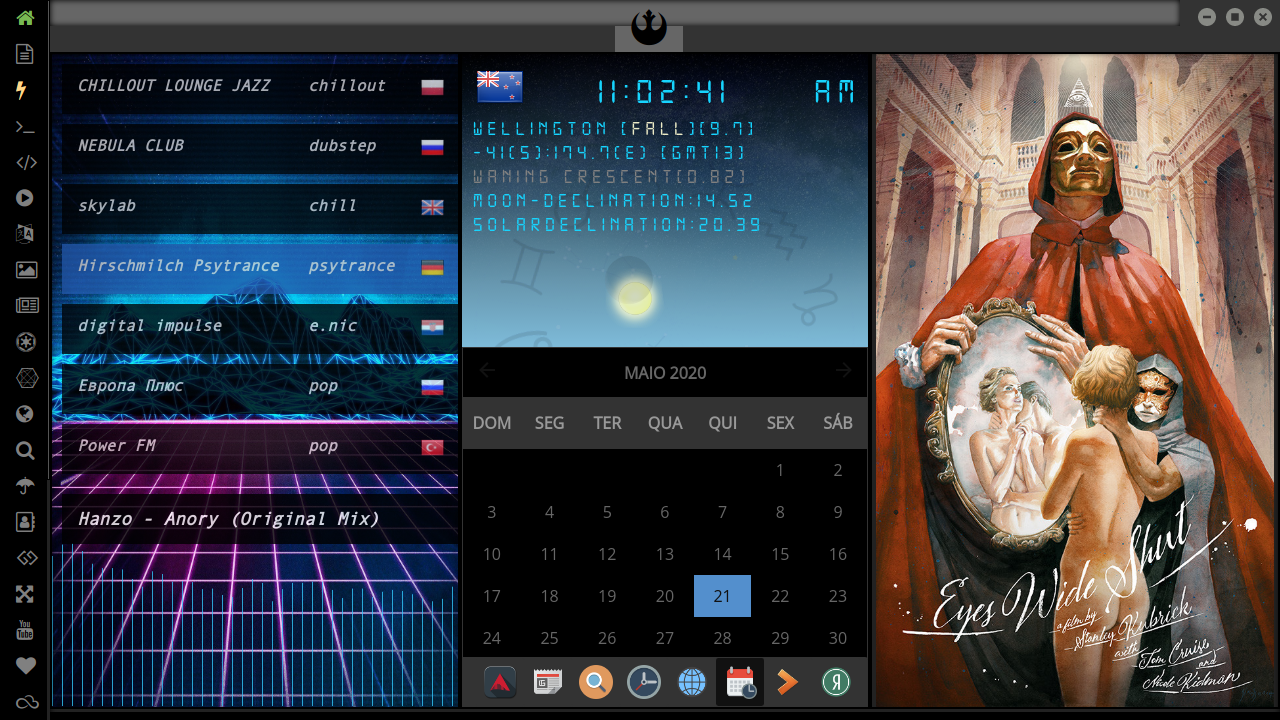 CHILLOUT LOUNGE JAZZ chillout
NEBULA CLUB dubstep
skylab chill
Hirschmilch Psytrance psytrance
digital impulse e.nic
Европа Плюс pop
Power FM pop
Hanzo - Anory (Original Mix)
11:02:41 AM
WELLINGTON (FALL)(9.7)
-41(S):174.7(E) (GMT13)
WANING CRESCENT(0.82)
MOON-DECLINATION:14.52
SOLARDECLINATION:20.39
MAIO 2020
DOM SEG TER QUA QUI SEX SÁB
1 2
3 4 5 6 7 8 9
10 11 12 13 14 15 16
17 18 19 20 21 22 23
24 25 26 27 28 29 30
Eyes Wide Shut
a film by
Stanley Kubrick
with
Tom Cruise
and
Nicole Kidman
You
Tube
Я